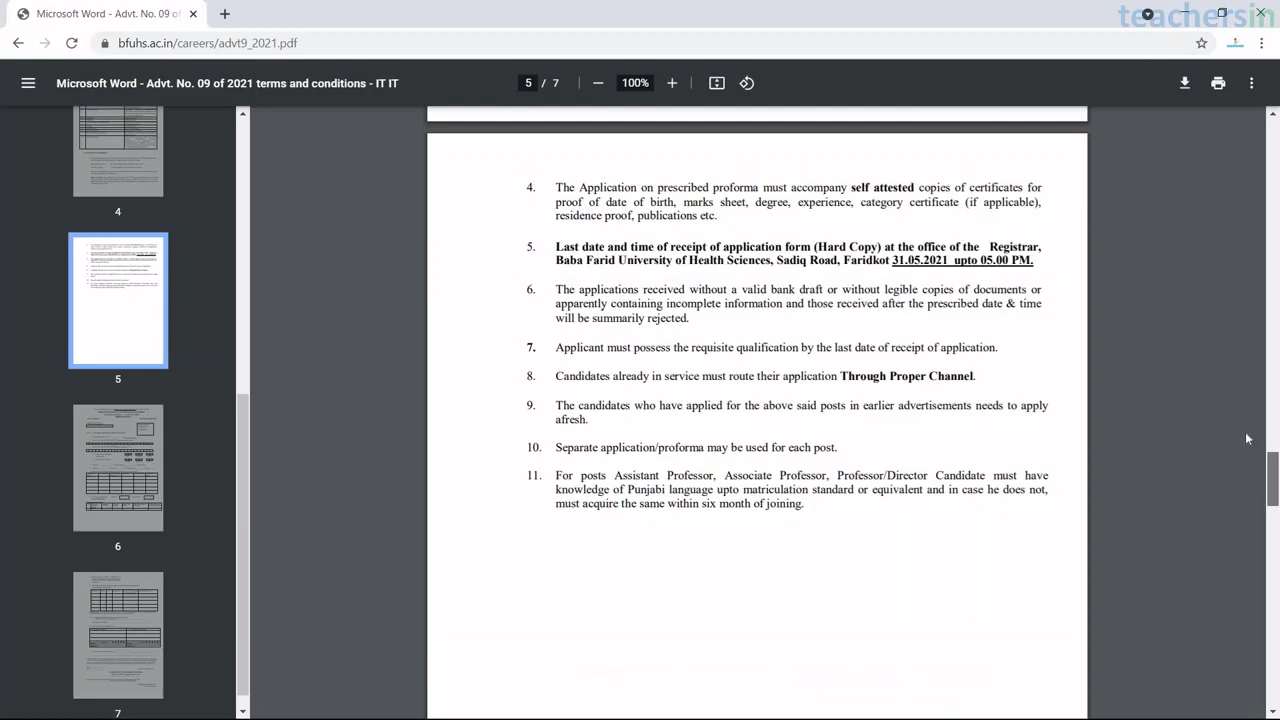 Microsoft Word - Advt. No. 09 of
teachersin
bfuhs.ac.in/careers/advt9_2021.pdf
Microsoft Word - Advt. No. 09 of 2021 terms and conditions - IT IT
5 / 7
100%
4
5
6
7
4. The Application on prescribed proforma must accompany self attested copies of certificates for
proof of date of birth, marks sheet, degree, experience, category certificate (if applicable),
residence proof, publications etc.
5. Last date and time of receipt of application form (Hard Copy) at the office of the Registrar,
Baba Farid University of Health Sciences, Sadiq Road, Faridkot 31.05.2021 upto 05.00 PM.
6. The applications received without a valid bank draft or without legible copies of documents or
apparently containing incomplete information and those received after the prescribed date & time
will be summarily rejected.
7. Applicant must possess the requisite qualification by the last date of receipt of application.
8. Candidates already in service must route their application Through Proper Channel.
9. The candidates who have applied for the above said posts in earlier advertisements needs to apply
afresh.
10. Separate application/proforma may be used for each post.
11. For posts Assistant Professor, Associate Professor, Professor/Director Candidate must have
knowledge of Punjabi language upto matriculation standard or equivalent and in case he does not,
must acquire the same within six month of joining.